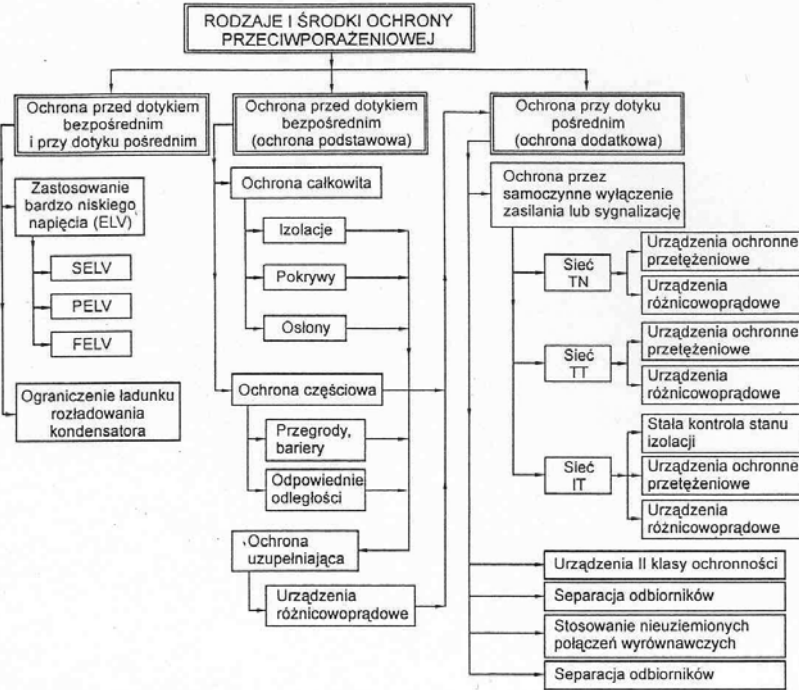 RODZAJE I ŚRODKI OCHRONY
PRZECIWPORAŻENIOWEJ
Ochrona przed dotykiem
bezpośrednim
i przy dotyku pośrednim
Zastosowanie
bardzo niskiego
napięcia (ELV)
SELV
PELV
FELV
Ograniczenie ładunku
rozładowania
kondensatora
Ochrona przed dotykiem
bezpośrednim
(ochrona podstawowa)
Ochrona całkowita
Izolacje
Pokrywy
Osłony
Ochrona częściowa
Przegrody,
bariery
Odpowiednie
odległości
Ochrona
uzupełniająca
Urządzenia
różnicowoprądowe
Ochrona przy dotyku
pośrednim
(ochrona dodatkowa)
Ochrona przez
samoczynne wyłączenie
zasilania lub sygnalizację
Sieć
TN
Urządzenia ochronne
przetężeniowe
Urządzenia
różnicowoprądowe
Sieć
TT
Urządzenia ochronne
przetężeniowe
Urządzenia
różnicowoprądowe
Sieć
IT
Stała kontrola stanu
izolacji
Urządzenia ochronne
przetężeniowe
Urządzenia
różnicowoprądowe
Urządzenia II klasy ochronności
Separacja odbiorników
Stosowanie nieuziemionych
połączeń wyrównawczych
Separacja odbiorników